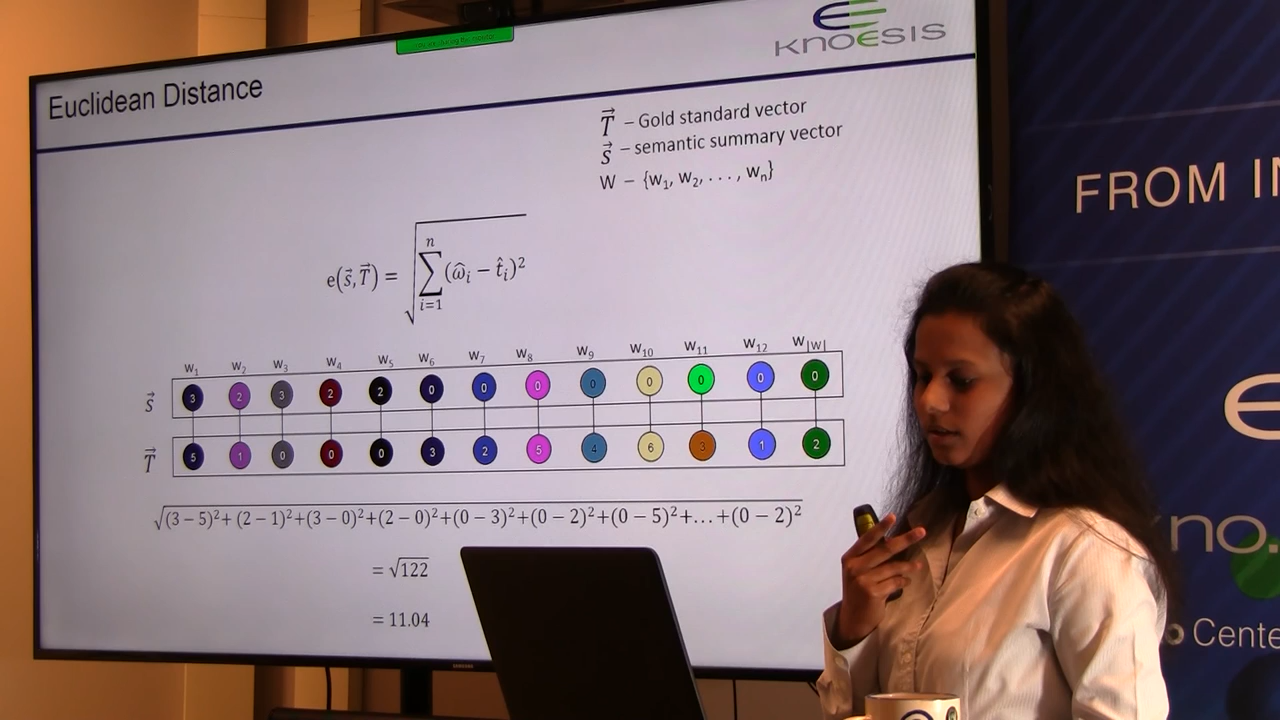 KNOESIS
Euclidean Distance
T⃗ – Gold standard vector
s⃗ – semantic summary vector
W – {w₁, w₂, . . . , wₙ}
e(s⃗, T⃗) = √∑ⁿᵢ₌₁(ω̂ᵢ − t̂ᵢ)²
W₁ W₂ W₃ W₄ W₅ W₆ W₇ W₈ W₉ W₁₀ W₁₁ W₁₂ W|W|
s⃗ 3 2 3 2 2 0 0 0 0 0 0 0 0
T⃗ 5 1 0 0 0 3 2 5 4 6 3 1 2
√(3 − 5)²+ (2 − 1)²+(3 − 0)²+(2 − 0)²+(0 − 3)²+(0 − 2)²+(0 − 5)²+…+(0 − 2)²
= √122
= 11.04
SAMSUNG
FROM IN
no.
Cente